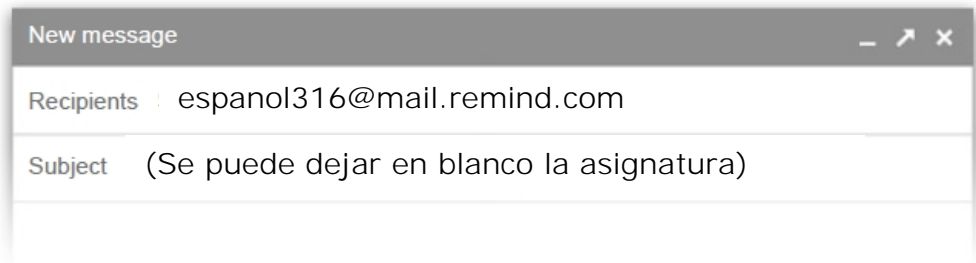 New message
Recipients espanol316@mail.remind.com
Subject (Se puede dejar en blanco la asignatura)